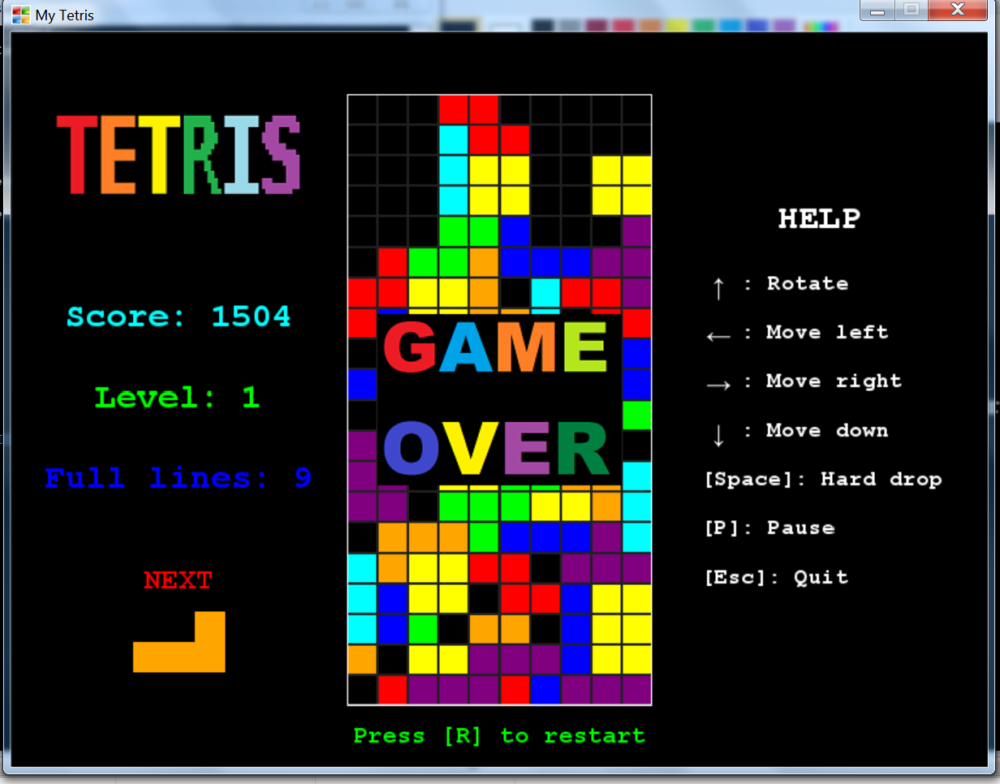 My Tetris
TETRIS
Score: 1504
Level: 1
Full lines: 9
NEXT
GAME
OVER
Press [R] to restart
HELP
↑ : Rotate
← : Move left
→ : Move right
↓ : Move down
[Space]: Hard drop
[P]: Pause
[Esc]: Quit